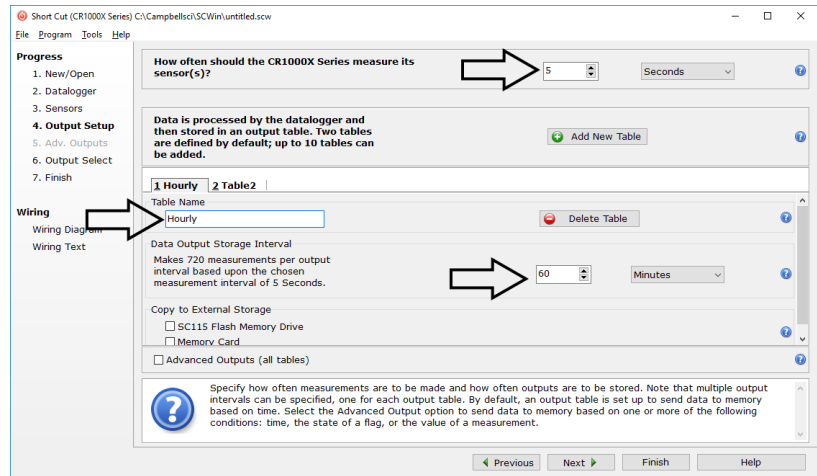 Short Cut (CR1000X Series) C:\Campbellsci\SCWin\untitled.scw
File Program Tools Help
Progress
1. New/Open
2. Datalogger
3. Sensors
4. Output Setup
5. Adv. Outputs
6. Output Select
7. Finish
Wiring
Wiring Diagram
Wiring Text
How often should the CR1000X Series measure its
sensor(s)?
5 Seconds
Data is processed by the datalogger and
then stored in an output table. Two tables
are defined by default; up to 10 tables can
be added.
Add New Table
1 Hourly 2 Table2
Table Name
Hourly
Delete Table
Data Output Storage Interval
Makes 720 measurements per output
interval based upon the chosen
measurement interval of 5 Seconds.
60 Minutes
Copy to External Storage
SC115 Flash Memory Drive
Memory Card
Advanced Outputs (all tables)
Specify how often measurements are to be made and how often outputs are to be stored. Note that multiple output
intervals can be specified, one for each output table. By default, an output table is set up to send data to memory
based on time. Select the Advanced Output option to send data to memory based on one or more of the following
conditions: time, the state of a flag, or the value of a measurement.
Previous Next Finish Help